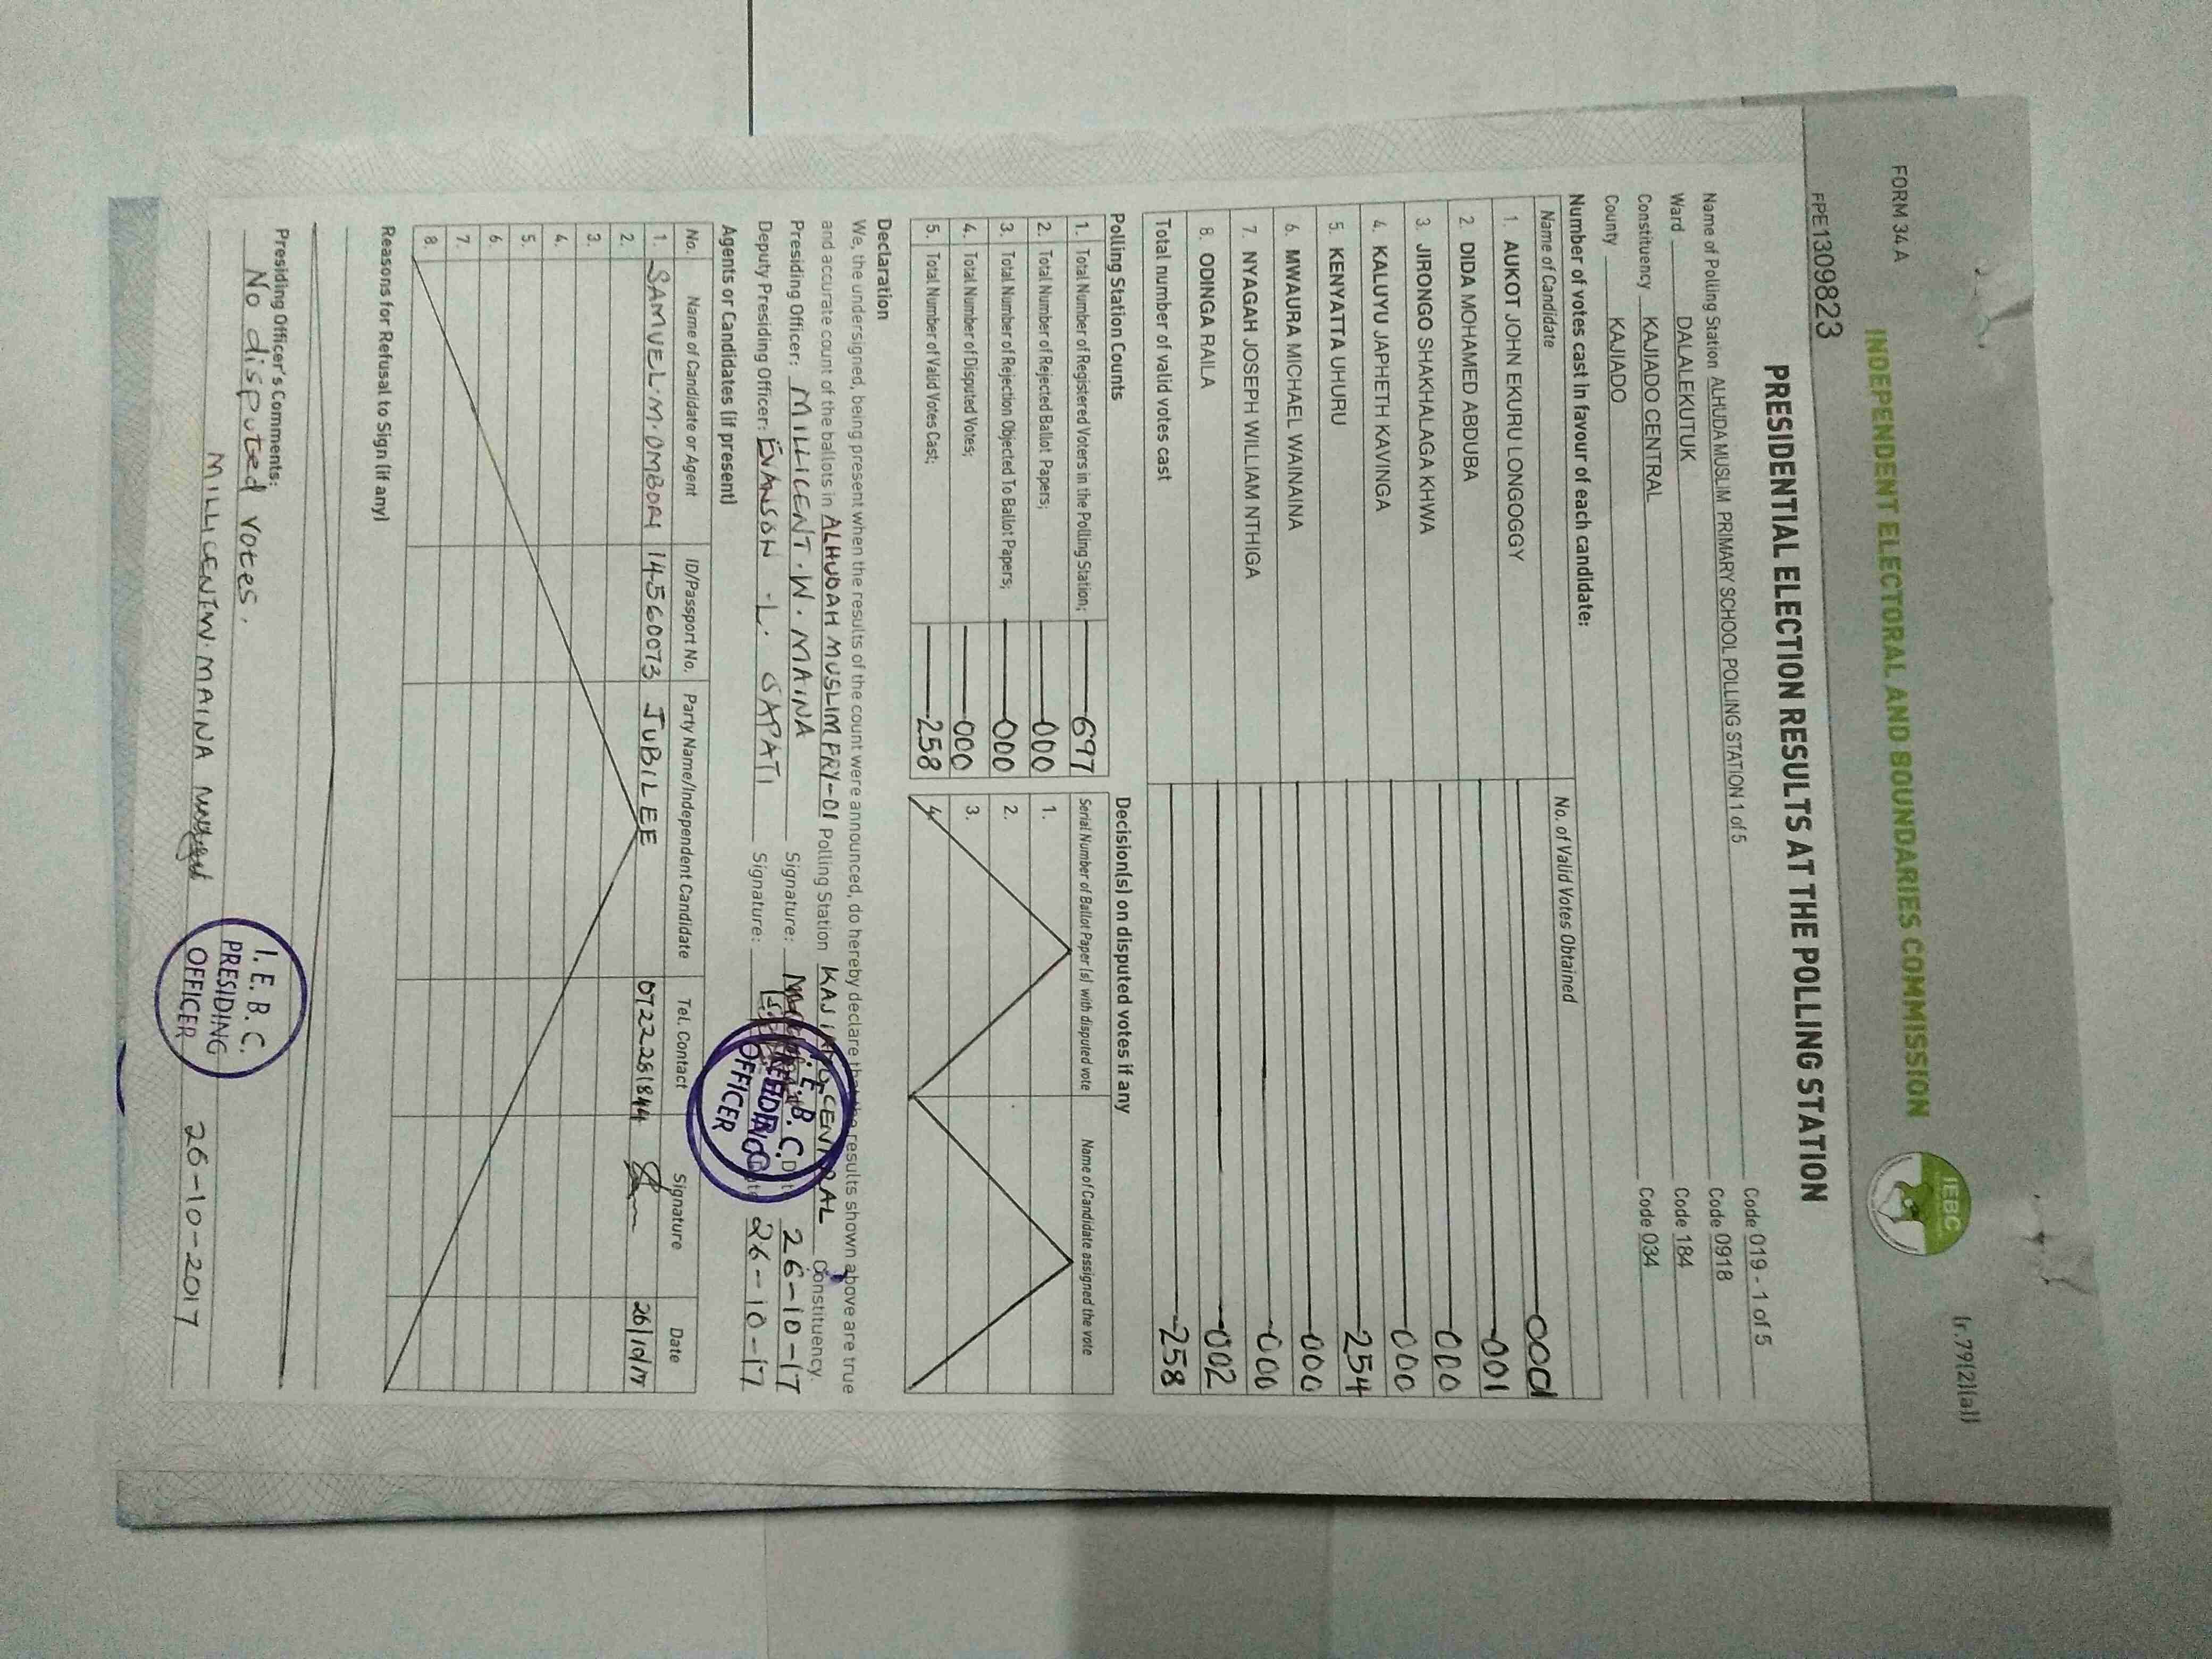 FORM 34 A
(r.79(2)(a))
INDEPENDENT ELECTORAL AND BOUNDARIES COMMISSION
IEBC
FPE1309823
PRESIDENTIAL ELECTION RESULTS AT THE POLLING STATION
Name of Polling Station ALHUDA MUSLIM PRIMARY SCHOOL POLLING STATION 1 of 5 Code 019 - 1 of 5
Ward DALALEKUTUK Code 0918
Constituency KAJIADO CENTRAL Code 184
County KAJIADO Code 034
Number of votes cast in favour of each candidate:
Name of Candidate No. of Valid Votes Obtained
1. AUKOT JOHN EKURU LONGOGGY 000
2. DIDA MOHAMED ABDUBA 001
3. JIRONGO SHAKHALAGA KHWA 000
4. KALUYU JAPHETH KAVINGA 000
5. KENYATTA UHURU 254
6. MWAURA MICHAEL WAINAINA 000
7. NYAGAH JOSEPH WILLIAM NTHIGA 000
8. ODINGA RAILA 002
Total number of valid votes cast 258
Polling Station Counts
1. Total Number of Registered Voters in the Polling Station; 697
2. Total Number of Rejected Ballot Papers; 000
3. Total Number of Rejection Objected To Ballot Papers; 000
4. Total Number of Disputed Votes; 000
5. Total Number of Valid Votes Cast; 258
Decision(s) on disputed votes if any
Serial Number of Ballot Paper (s) with disputed vote Name of Candidate assigned the vote
1.
2.
3.
4.
Declaration
We, the undersigned, being present when the results of the count were announced, do hereby declare that the results shown above are true
and accurate count of the ballots in ALHUDAH MUSLIM PRY-01 Polling Station KAJIADO CENTRAL Constituency.
Presiding Officer: MILLICENT.W.MAINA Signature: Date 26-10-17
Deputy Presiding Officer: EVANSON -L. SAPATI Signature: Date 26-10-17
I.E.B.C.
PRESIDING
OFFICER
Agents or Candidates (if present)
No. Name of Candidate or Agent ID/Passport No. Party Name/Independent Candidate Tel. Contact Signature Date
1. SAMUEL.M.OMBORI 14560073 JUBILEE 0722281844 26/10/17
2.
3.
4.
5.
6.
7.
8.
Reasons for Refusal to Sign (if any)
Presiding Officer's Comments:
No disputed votes.
MILLICENT.W.MAINA 26-10-2017
I.E.B.C.
PRESIDING
OFFICER